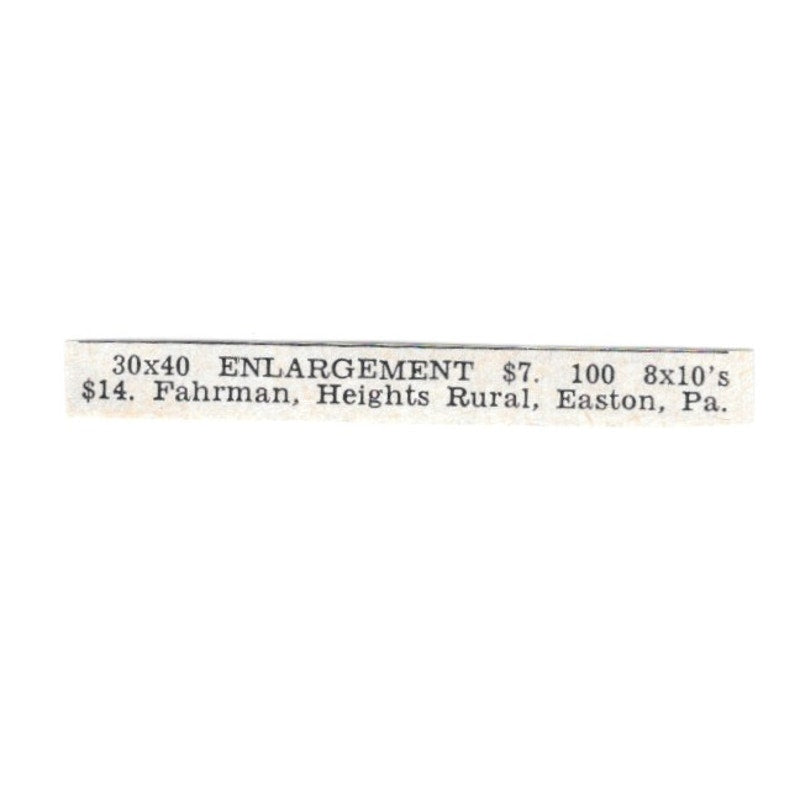 30x40 ENLARGEMENT $7. 100 8x10's
$14. Fahrman, Heights Rural, Easton, Pa.